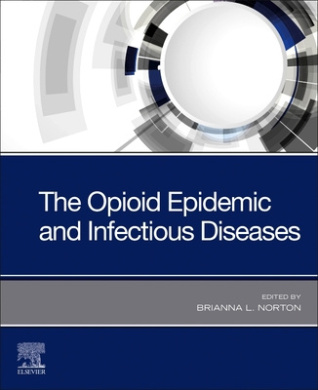 The Opioid Epidemic
and Infectious Diseases
EDITED BY
BRIANNA L. NORTON
ELSEVIER